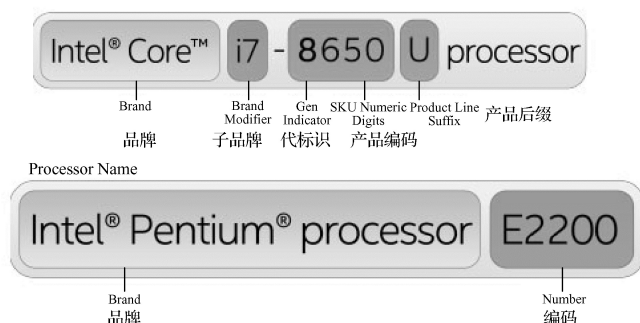 Intel® Core™ i7 - 8650 U processor
Brand
Brand Modifier
Gen Indicator
SKU Numeric Digits
Product Line Suffix
产品后缀
品牌
子品牌
代标识
产品编码
Processor Name
Intel® Pentium® processor E2200
Brand
Number
品牌
编码